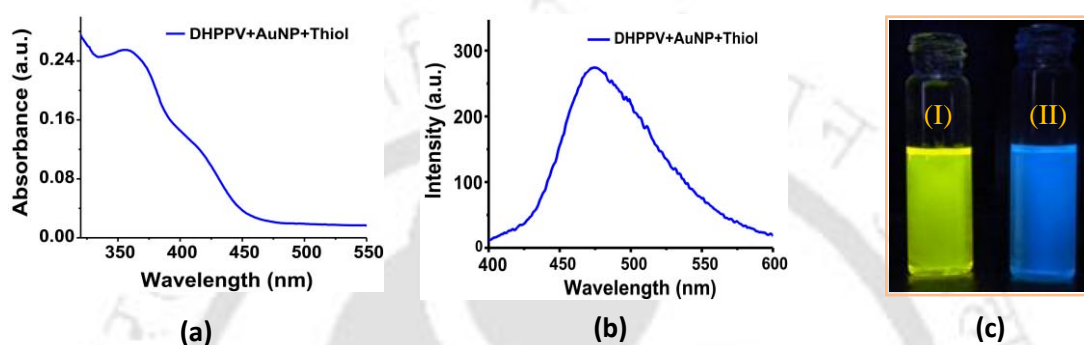 DHPPV+AuNP+Thiol
Absorbance (a.u.)
0.24
0.16
0.08
0.00
350 400 450 500 550
Wavelength (nm)
(a)
DHPPV+AuNP+Thiol
Intensity (a.u.)
300
200
100
0
400 450 500 550 600
Wavelength (nm)
(b)
(I) (II)
(c)